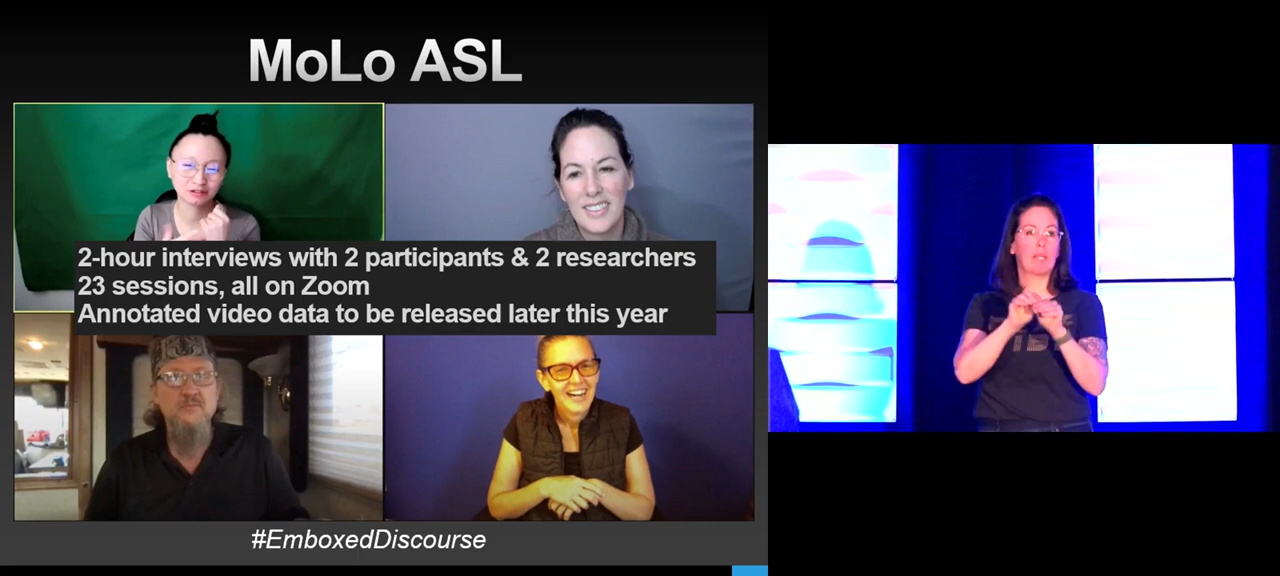 MoLo ASL
2-hour interviews with 2 participants & 2 researchers
23 sessions, all on Zoom
Annotated video data to be released later this year
#EmboxedDiscourse